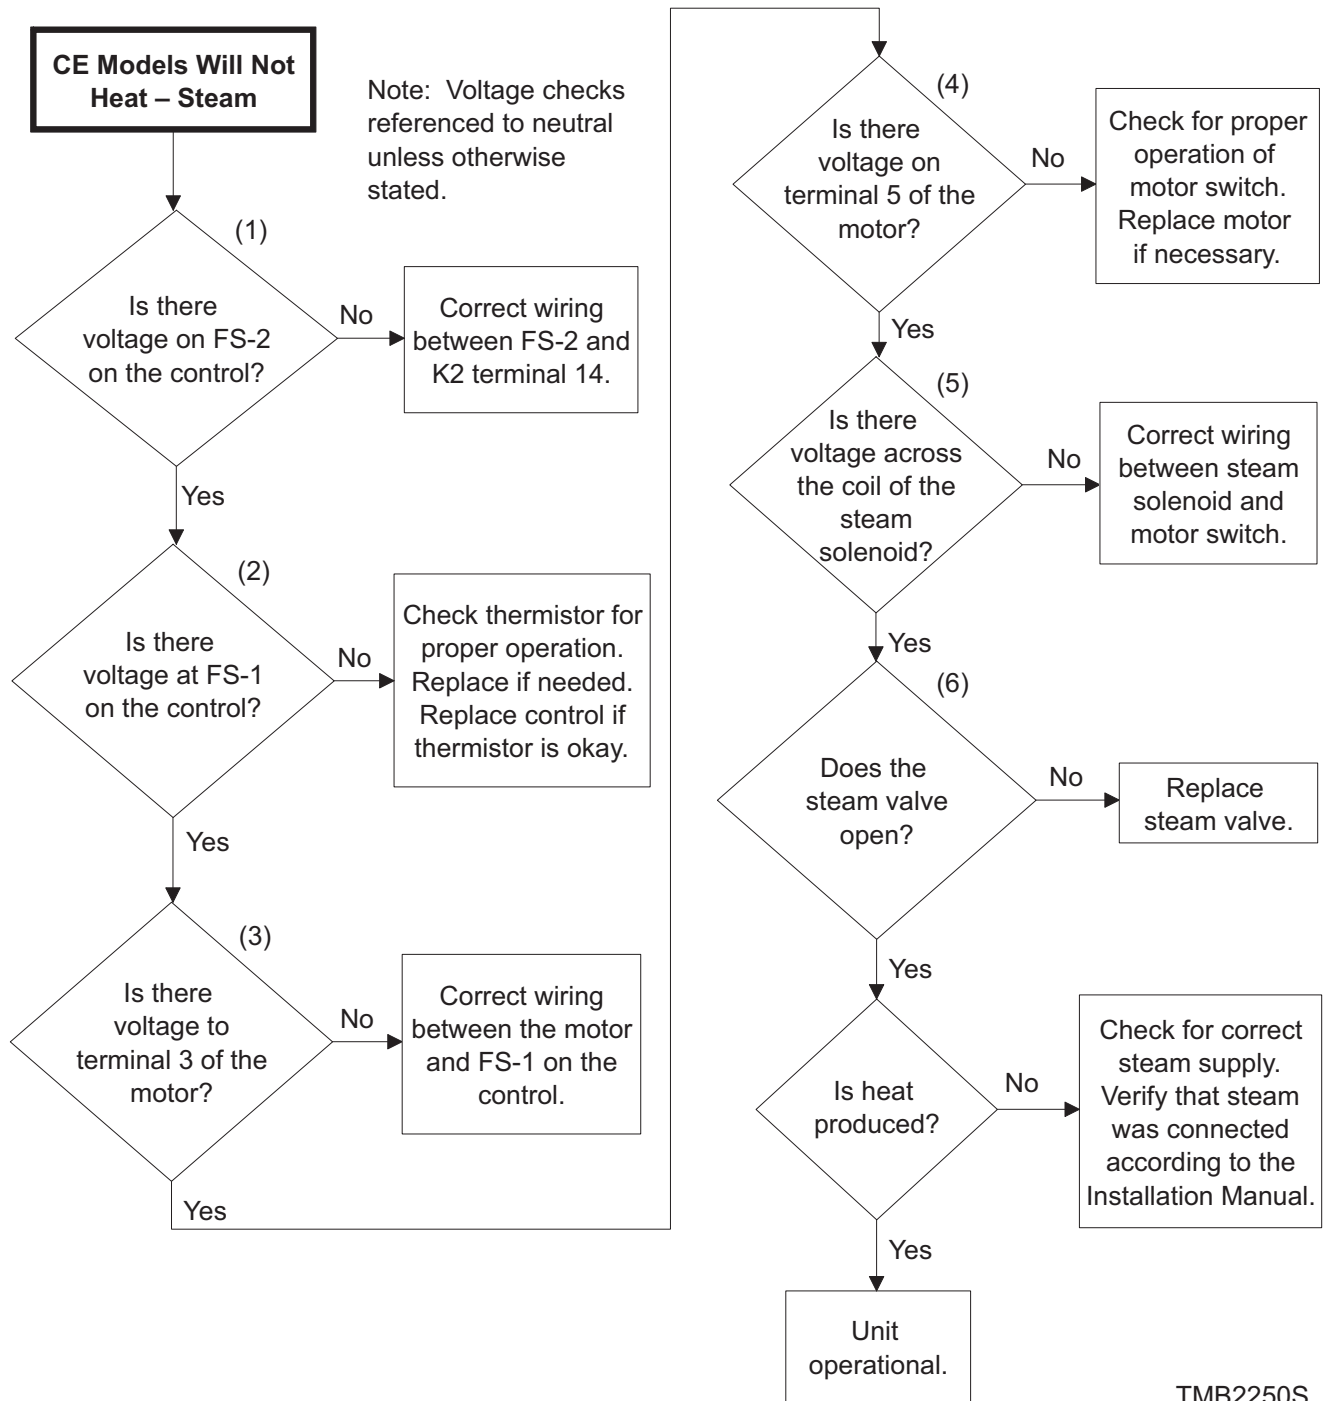 CE Models Will Not
Heat – Steam
Note: Voltage checks
referenced to neutral
unless otherwise
stated.
(1)
Is there
voltage on FS-2
on the control?
No
Correct wiring
between FS-2 and
K2 terminal 14.
Yes
(2)
Is there
voltage at FS-1
on the control?
No
Check thermistor for
proper operation.
Replace if needed.
Replace control if
thermistor is okay.
Yes
(3)
Is there
voltage to
terminal 3 of the
motor?
No
Correct wiring
between the motor
and FS-1 on the
control.
Yes
(4)
Is there
voltage on
terminal 5 of the
motor?
No
Check for proper
operation of
motor switch.
Replace motor
if necessary.
Yes
(5)
Is there
voltage across
the coil of the
steam
solenoid?
No
Correct wiring
between steam
solenoid and
motor switch.
Yes
(6)
Does the
steam valve
open?
No
Replace
steam valve.
Yes
Is heat
produced?
No
Check for correct
steam supply.
Verify that steam
was connected
according to the
Installation Manual.
Yes
Unit
operational.
TMB2250S